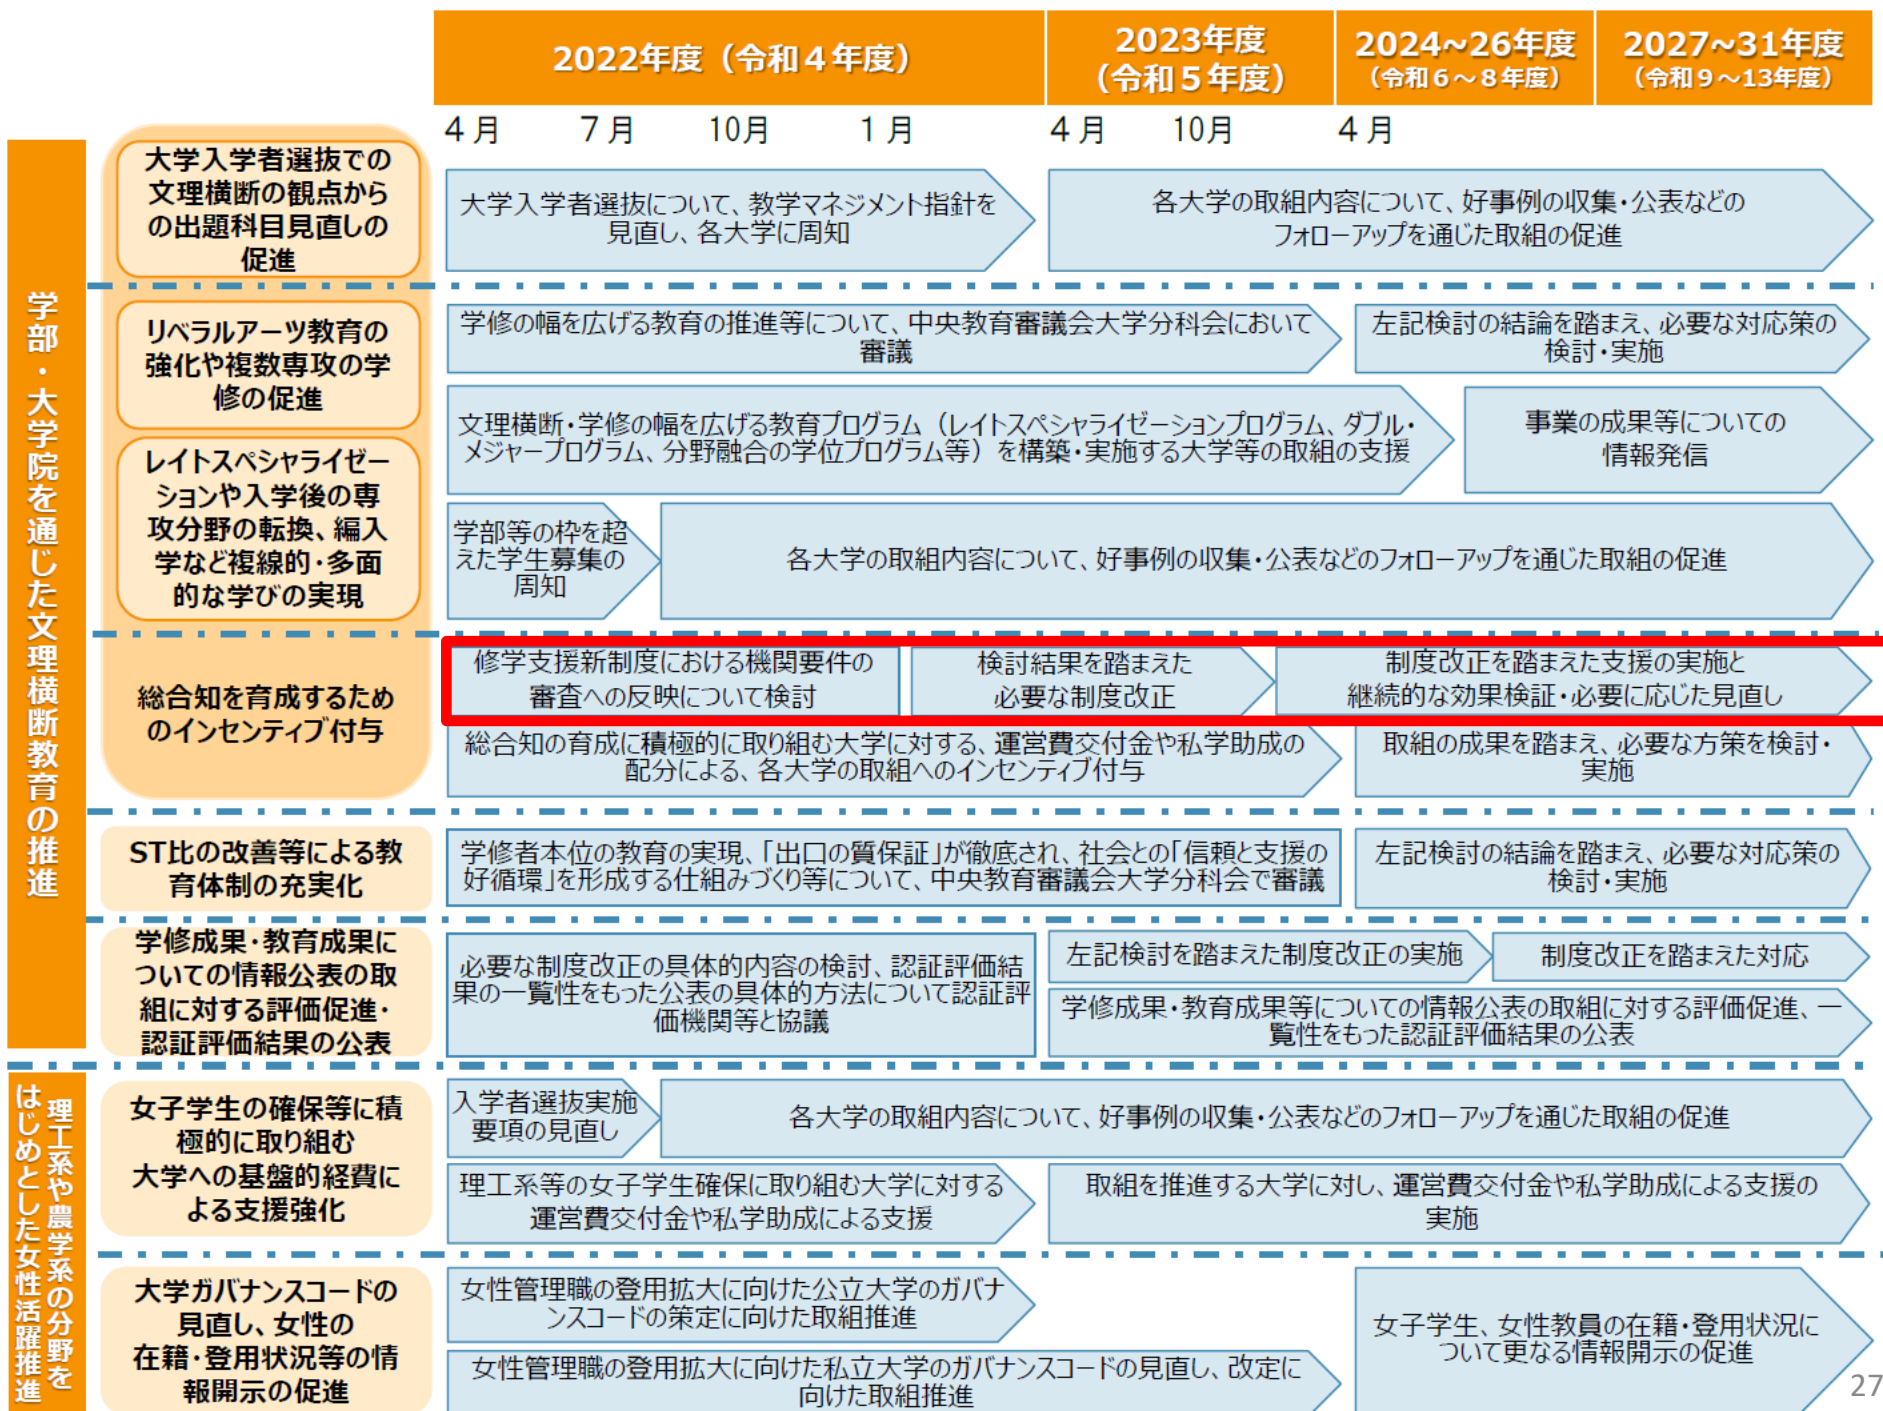 2022年度（令和４年度）
2023年度
（令和５年度）
2024~26年度
（令和６～８年度）
2027~31年度
（令和９～13年度）
４月
７月
10月
１月
４月
10月
４月
学部・大学院を通じた文理横断教育の推進
大学入学者選抜での
文理横断の観点から
の出題科目見直しの
促進
大学入学者選抜について、教学マネジメント指針を
見直し、各大学に周知
各大学の取組内容について、好事例の収集・公表などの
フォローアップを通じた取組の促進
リベラルアーツ教育の
強化や複数専攻の学
修の促進
学修の幅を広げる教育の推進等について、中央教育審議会大学分科会において
審議
左記検討の結論を踏まえ、必要な対応策の
検討・実施
文理横断・学修の幅を広げる教育プログラム（レイトスペシャライゼーションプログラム、ダブル・
メジャープログラム、分野融合の学位プログラム等）を構築・実施する大学等の取組の支援
事業の成果等についての
情報発信
レイトスペシャライゼー
ションや入学後の専
攻分野の転換、編入
学など複線的・多面
的な学びの実現
学部等の枠を超
えた学生募集の
周知
各大学の取組内容について、好事例の収集・公表などのフォローアップを通じた取組の促進
総合知を育成するため
のインセンティブ付与
修学支援新制度における機関要件の
審査への反映について検討
検討結果を踏まえた
必要な制度改正
制度改正を踏まえた支援の実施と
継続的な効果検証・必要に応じた見直し
総合知の育成に積極的に取り組む大学に対する、運営費交付金や私学助成の
配分による、各大学の取組へのインセンティブ付与
取組の成果を踏まえ、必要な方策を検討・
実施
ST比の改善等による教
育体制の充実化
学修者本位の教育の実現、「出口の質保証」が徹底され、社会との「信頼と支援の
好循環」を形成する仕組みづくり等について、中央教育審議会大学分科会で審議
左記検討の結論を踏まえ、必要な対応策の
検討・実施
学修成果・教育成果に
ついての情報公表の取
組に対する評価促進・
認証評価結果の公表
必要な制度改正の具体的内容の検討、認証評価結
果の一覧性をもった公表の具体的方法について認証評
価機関等と協議
左記検討を踏まえた制度改正の実施
制度改正を踏まえた対応
学修成果・教育成果等についての情報公表の取組に対する評価促進、一
覧性をもった認証評価結果の公表
理工系や農学系の分野を
はじめとした女性活躍推進
女子学生の確保等に積
極的に取り組む
大学への基盤的経費に
よる支援強化
入学者選抜実施
要項の見直し
各大学の取組内容について、好事例の収集・公表などのフォローアップを通じた取組の促進
理工系等の女子学生確保に取り組む大学に対する
運営費交付金や私学助成による支援
取組を推進する大学に対し、運営費交付金や私学助成による支援の
実施
大学ガバナンスコードの
見直し、女性の
在籍・登用状況等の情
報開示の促進
女性管理職の登用拡大に向けた公立大学のガバナ
ンスコードの策定に向けた取組推進
女性管理職の登用拡大に向けた私立大学のガバナンスコードの見直し、改定に
向けた取組推進
女子学生、女性教員の在籍・登用状況に
ついて更なる情報開示の促進
27